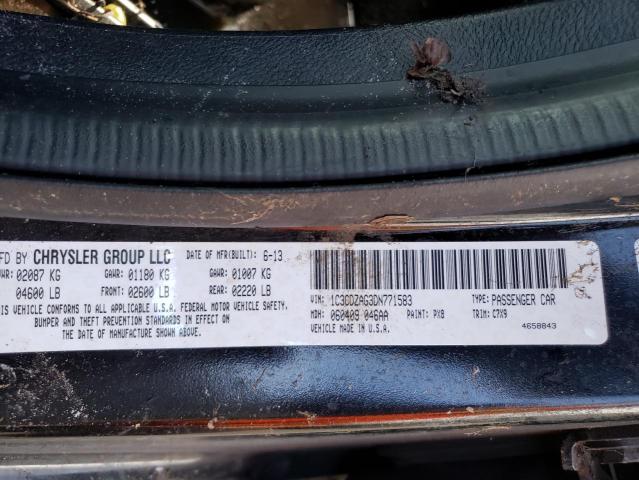 FD BY CHRYSLER GROUP LLC DATE OF MFR(BUILT): 6-13
WR: 02087 KG GAWR: 01180 KG GAWR: 01007 KG
04600 LB FRONT: 02600 LB REAR: 02220 LB
IS VEHICLE CONFORMS TO ALL APPLICABLE U.S.A. FEDERAL MOTOR VEHICLE SAFETY,
BUMPER AND THEFT PREVENTION STANDARDS IN EFFECT ON
THE DATE OF MANUFACTURE SHOWN ABOVE.
VIN: 1C3CDZAG3DN771583 TYPE: PASSENGER CAR
MDH: 060409 046AA PAINT: PX8 TRIM: C7X9
VEHICLE MADE IN U.S.A. 4658843